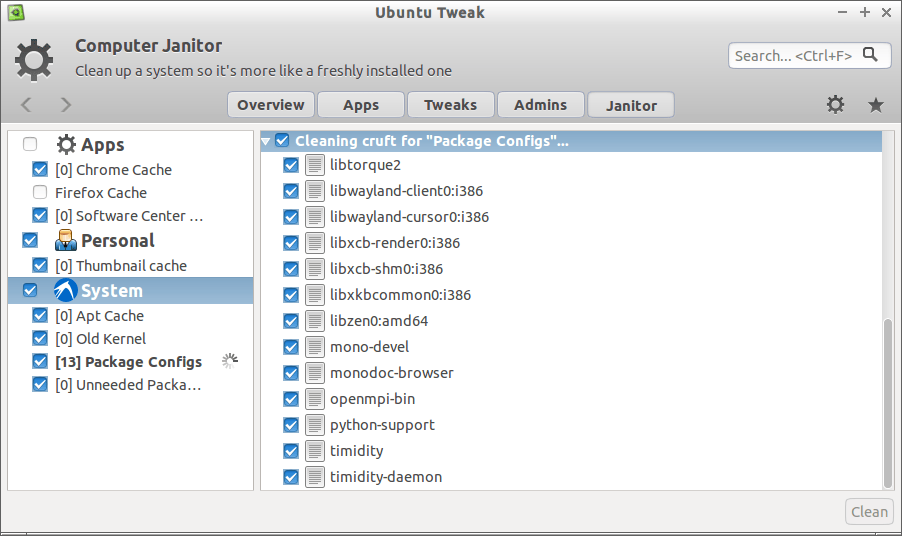 Ubuntu Tweak
Computer Janitor
Clean up a system so it's more like a freshly installed one
Search... <Ctrl+F>
Overview
Apps
Tweaks
Admins
Janitor
Apps
[0] Chrome Cache
Firefox Cache
[0] Software Center ...
Personal
[0] Thumbnail cache
System
[0] Apt Cache
[0] Old Kernel
[13] Package Configs
[0] Unneeded Packa...
Cleaning cruft for "Package Configs"...
libtorque2
libwayland-client0:i386
libwayland-cursor0:i386
libxcb-render0:i386
libxcb-shm0:i386
libxkbcommon0:i386
libzen0:amd64
mono-devel
monodoc-browser
openmpi-bin
python-support
timidity
timidity-daemon
Clean